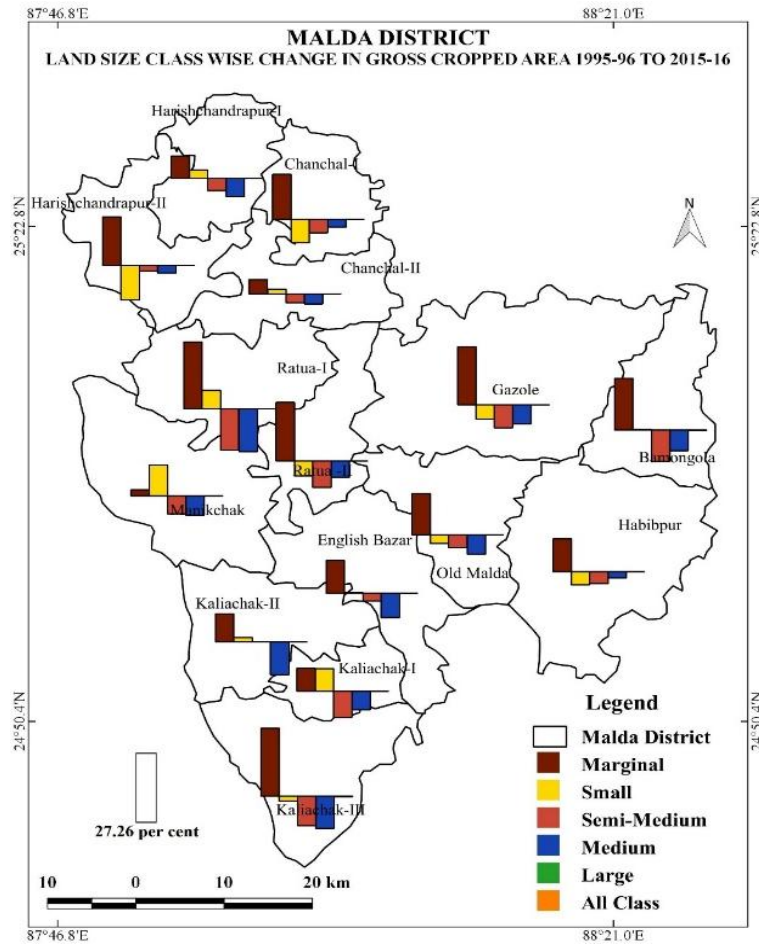 87°46.8'E 88°21.0'E
MALDA DISTRICT
LAND SIZE CLASS WISE CHANGE IN GROSS CROPPED AREA 1995-96 TO 2015-16
Harishchandrapur-I
Chanchal-I
Harishchandrapur-II
25°22.8'N 25°22.8'N
N
Chanchal-II
Ratua-I
Gazole
Bamongola
Ratua-II
Manikchak
Habibpur
English Bazar
Old Malda
Kaliachak-II
Kaliachak-I
24°50.4'N 24°50.4'N
Legend
Malda District
Marginal
Small
Semi-Medium
Medium
Large
All Class
Kaliachak-III
27.26 per cent
10 0 10 20 km
87°46.8'E 88°21.0'E